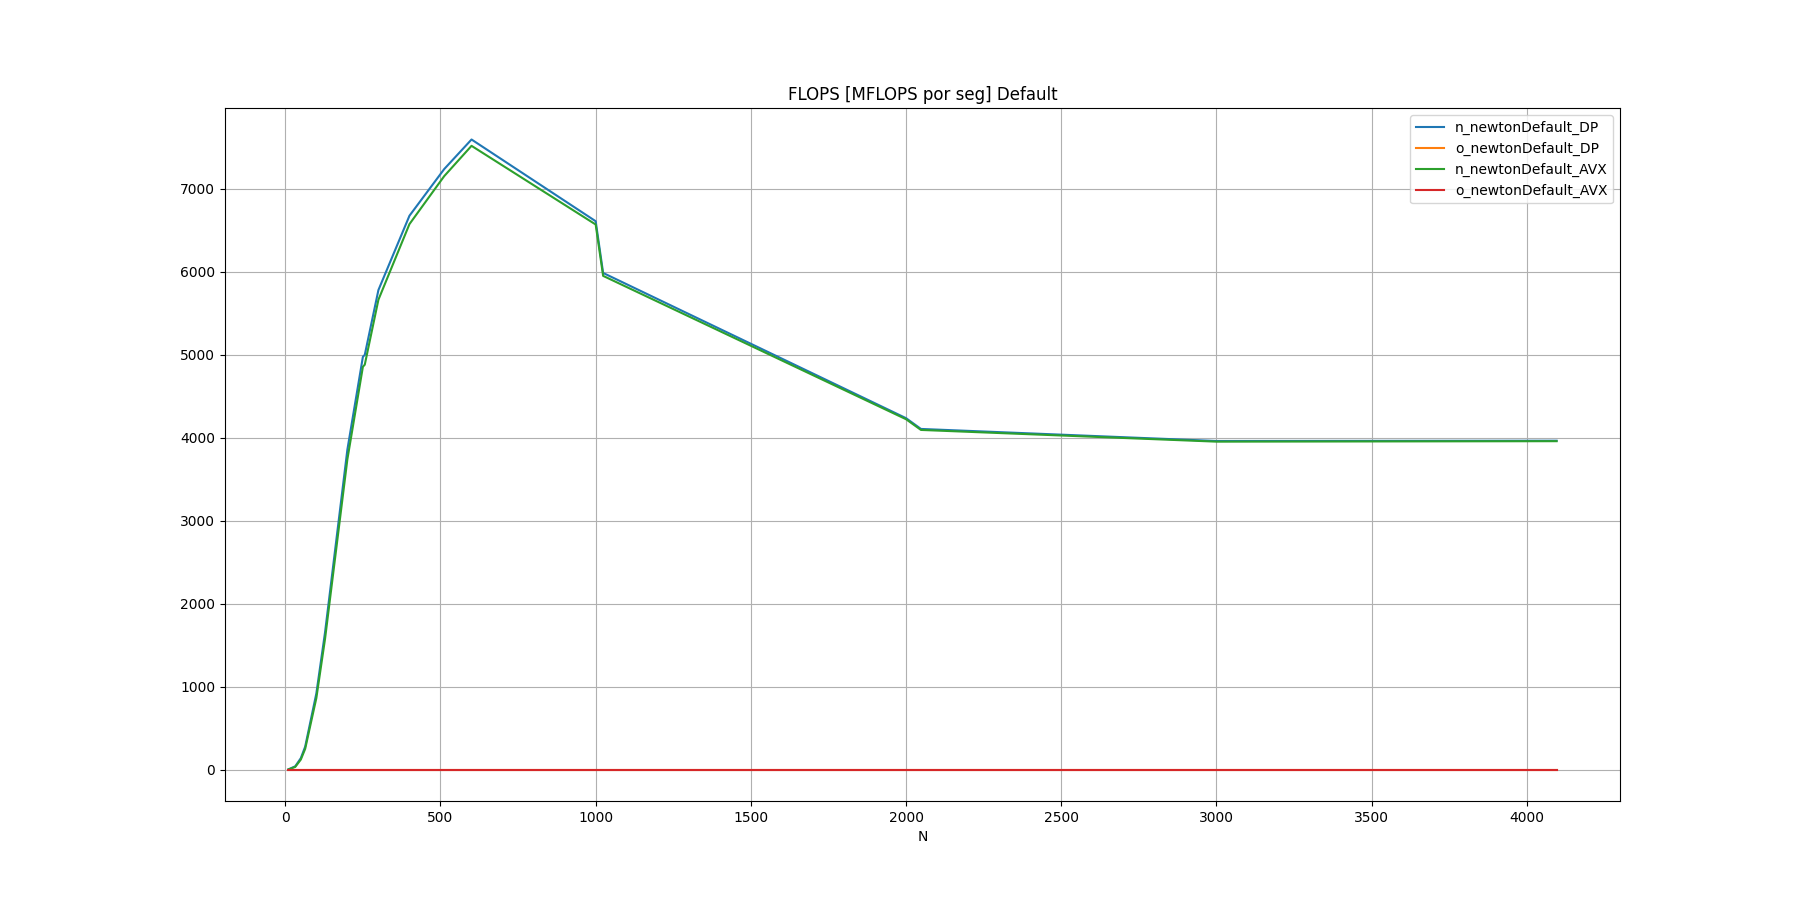 FLOPS [MFLOPS por seg] Default
n_newtonDefault_DP
o_newtonDefault_DP
n_newtonDefault_AVX
o_newtonDefault_AVX
7000
6000
5000
4000
3000
2000
1000
0
0 500 1000 1500 2000 2500 3000 3500 4000
N